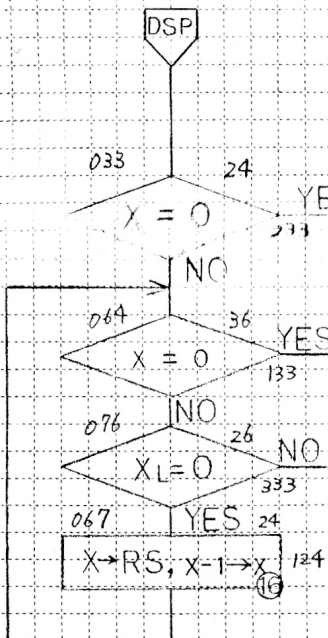 DSP
033 24
= 0 YE
NO
064 36
X = 0 YES
133
NO
076 26
XL=0 NO
333
YES
067 24
X→RS, X-1→X 124
16